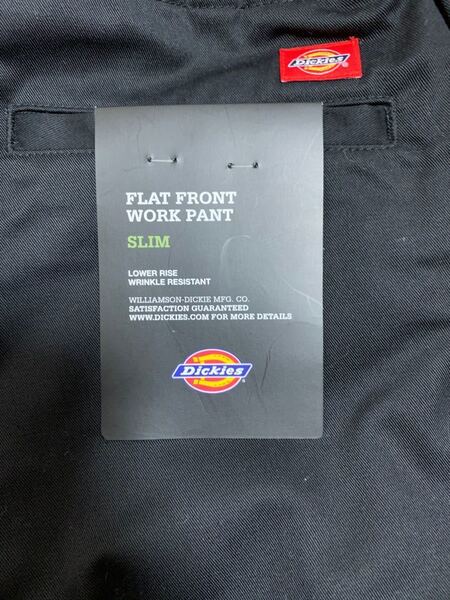 Dickies
FLAT FRONT
WORK PANT
SLIM
LOWER RISE
WRINKLE RESISTANT
WILLIAMSON-DICKIE MFG. CO.
SATISFACTION GUARANTEED
WWW.DICKIES.COM FOR MORE DETAILS
Dickies